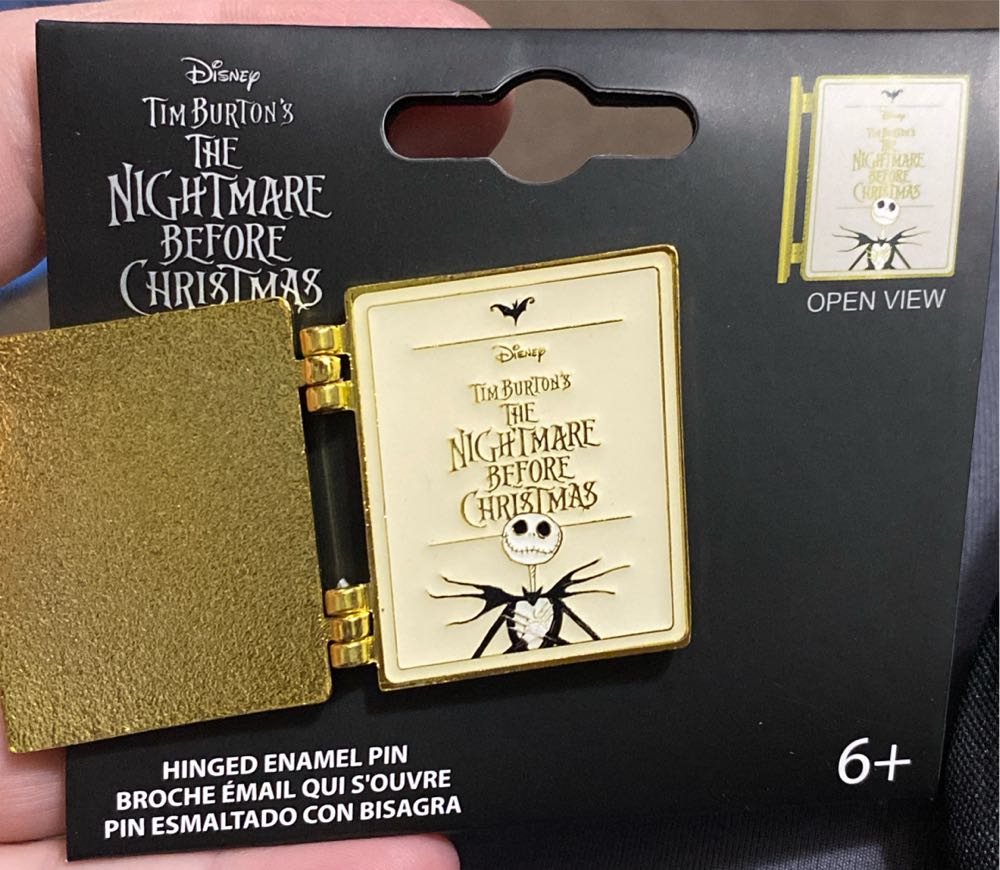 Disney
TIM BURTON'S
THE
NIGHTMARE
BEFORE
CHRISTMAS
Disney
TIM BURTON'S
THE
NIGHTMARE
BEFORE
CHRISTMAS
OPEN VIEW
Disney
TIM BURTON'S
THE
NIGHTMARE
BEFORE
CHRISTMAS
HINGED ENAMEL PIN
BROCHE ÉMAIL QUI S'OUVRE
PIN ESMALTADO CON BISAGRA
6+